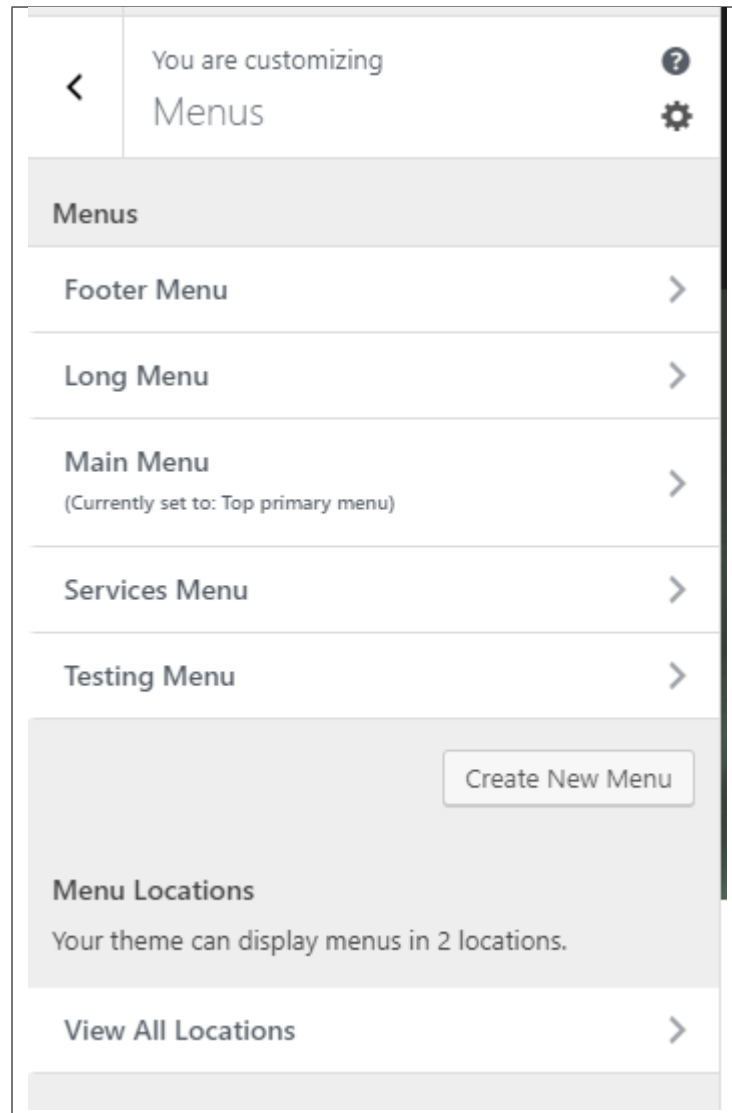 You are customizing
Menus
Menus
Footer Menu
Long Menu
Main Menu
(Currently set to: Top primary menu)
Services Menu
Testing Menu
Create New Menu
Menu Locations
Your theme can display menus in 2 locations.
View All Locations